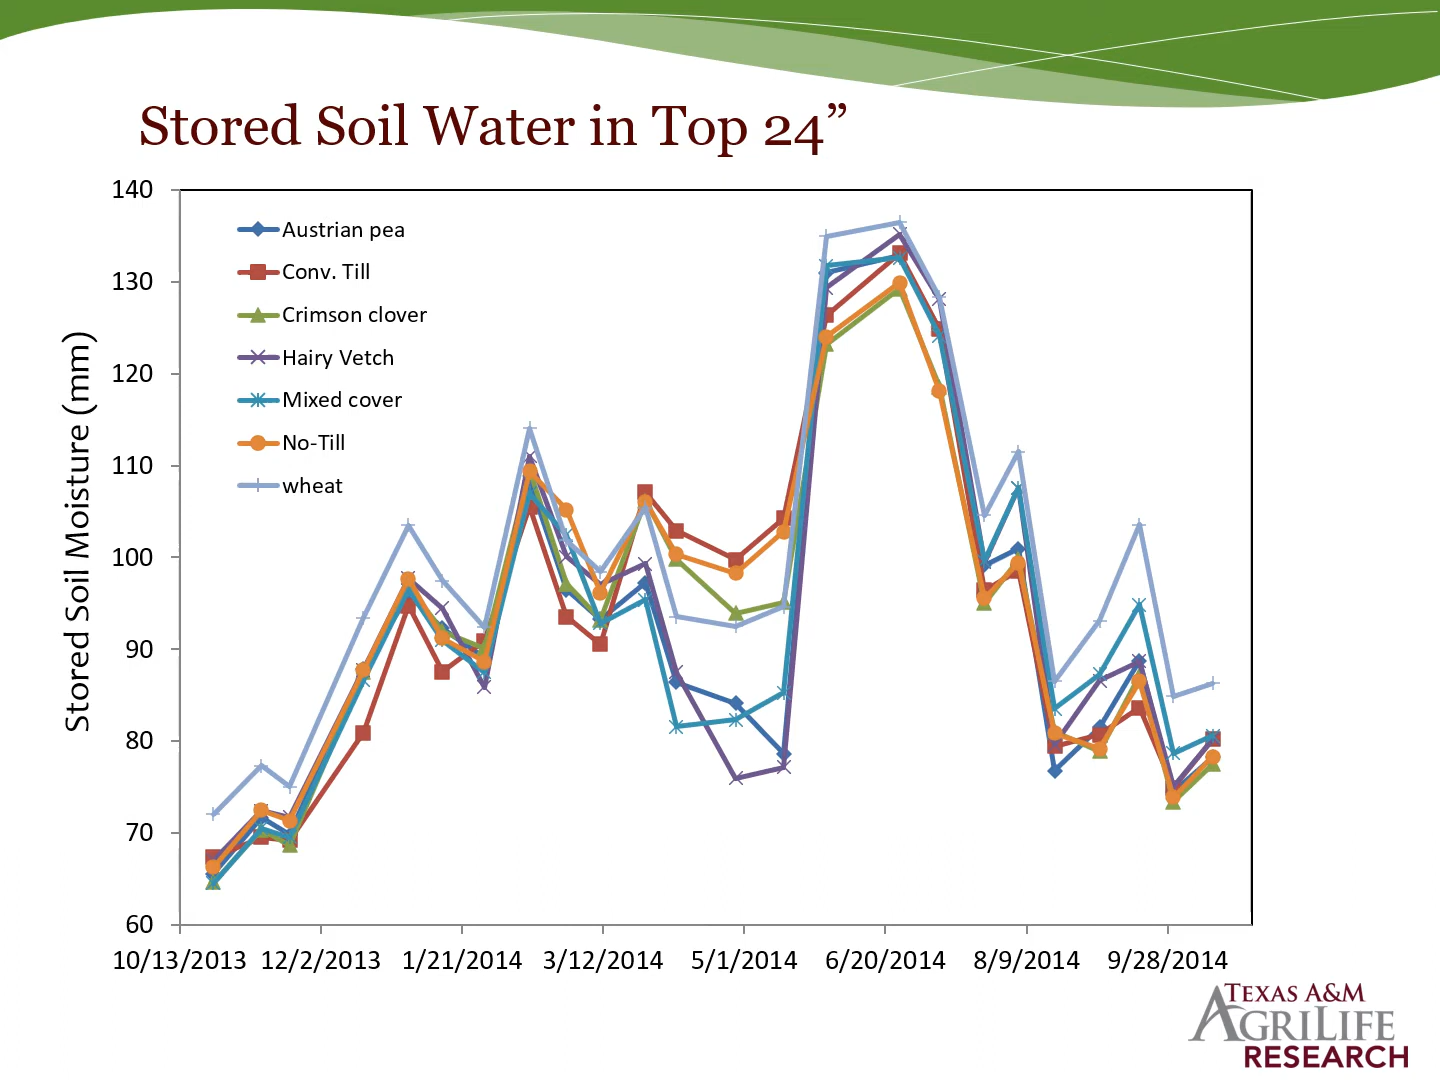 Stored Soil Water in Top 24”
140
130
120
110
100
90
80
70
60
Stored Soil Moisture (mm)
Austrian pea
Conv. Till
Crimson clover
Hairy Vetch
Mixed cover
No-Till
wheat
10/13/2013 12/2/2013 1/21/2014 3/12/2014 5/1/2014 6/20/2014 8/9/2014 9/28/2014
TEXAS A&M
AGRILIFE
RESEARCH